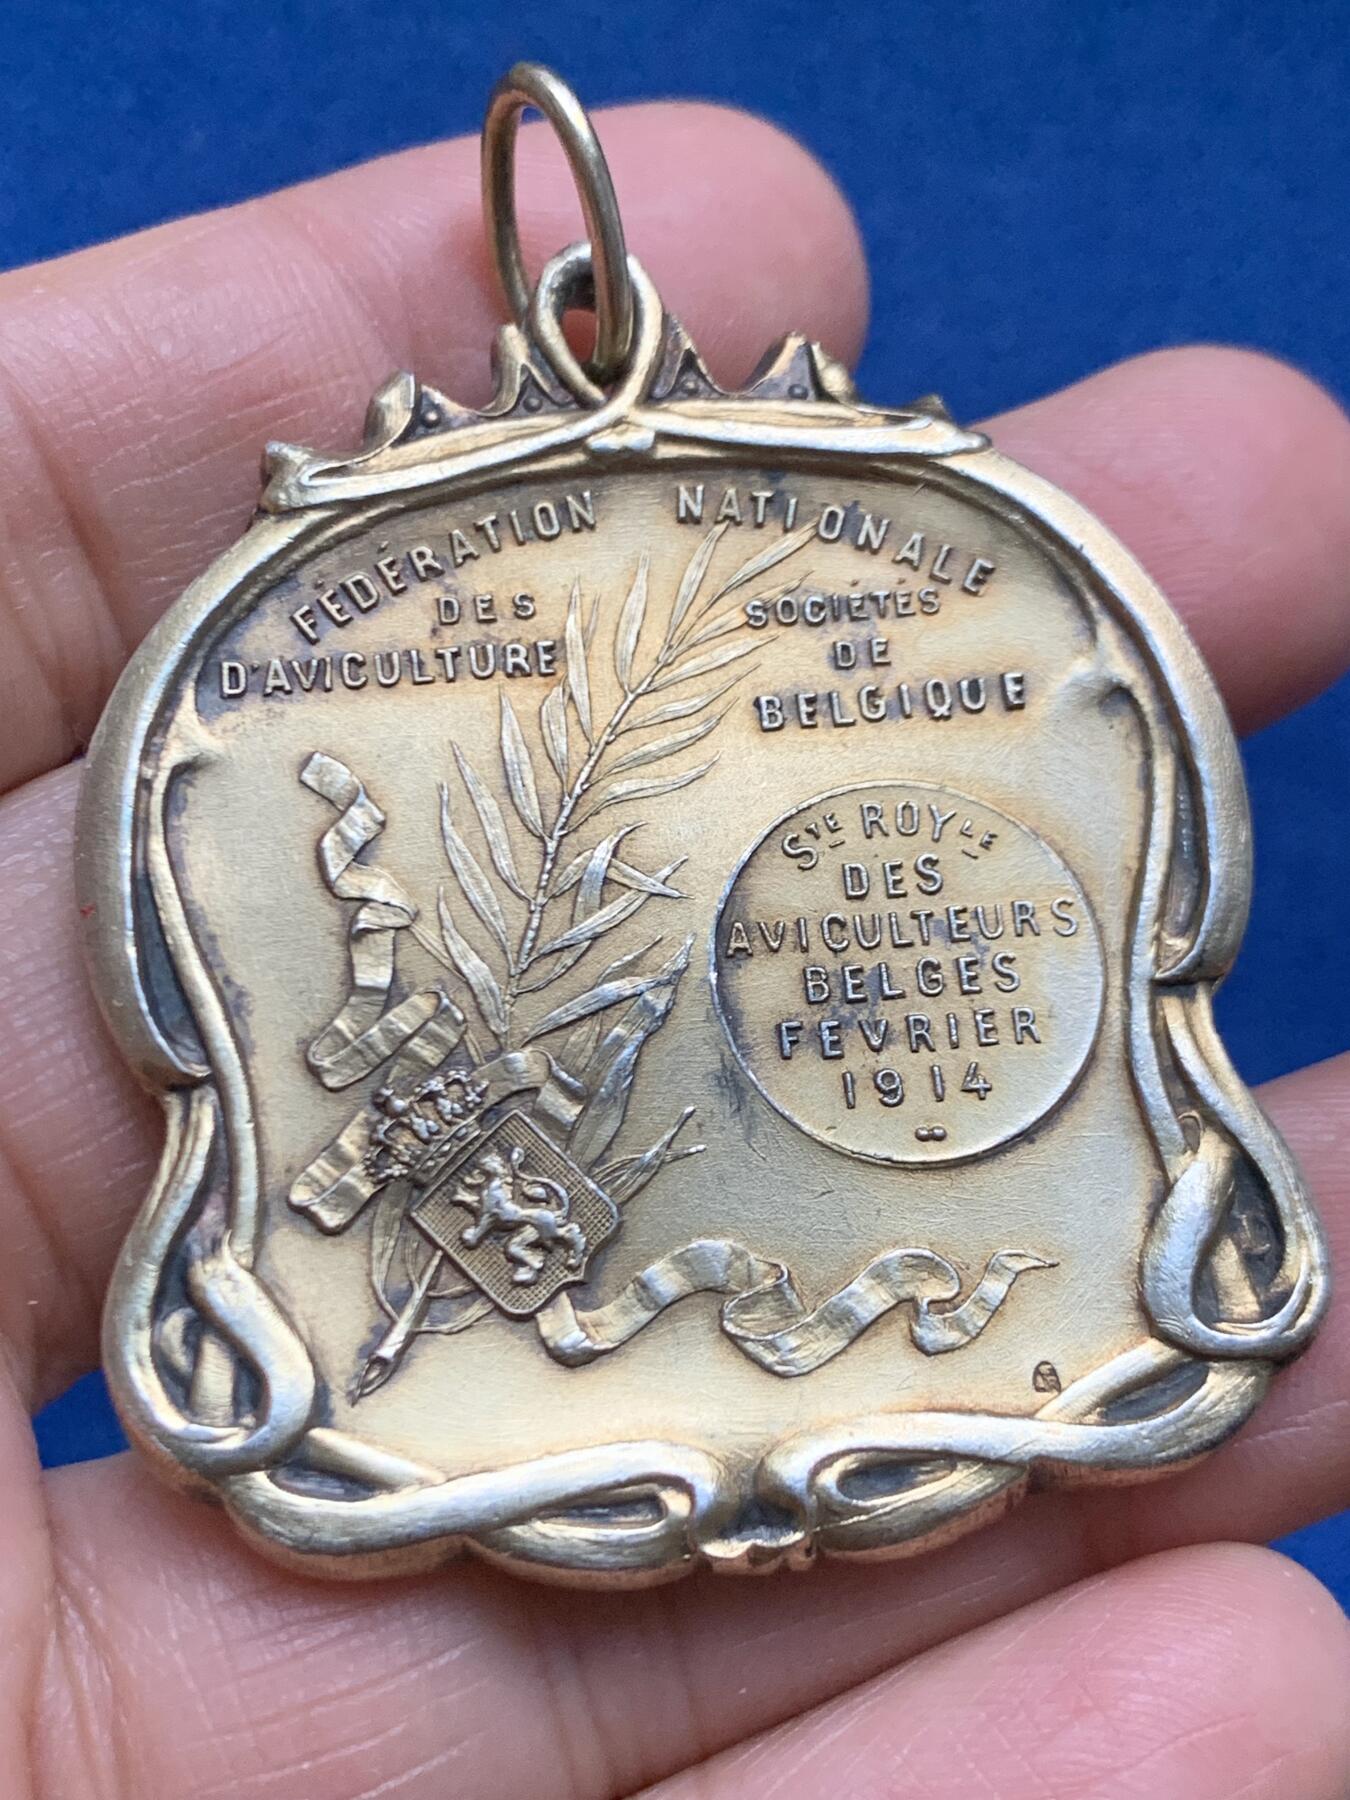 FÉDÉRATION NATIONALE
DES SOCIÉTÉS
D'AVICULTURE DE
BELGIQUE
STE ROYLE
DES
AVICULTEURS
BELGES
FEVRIER
1914